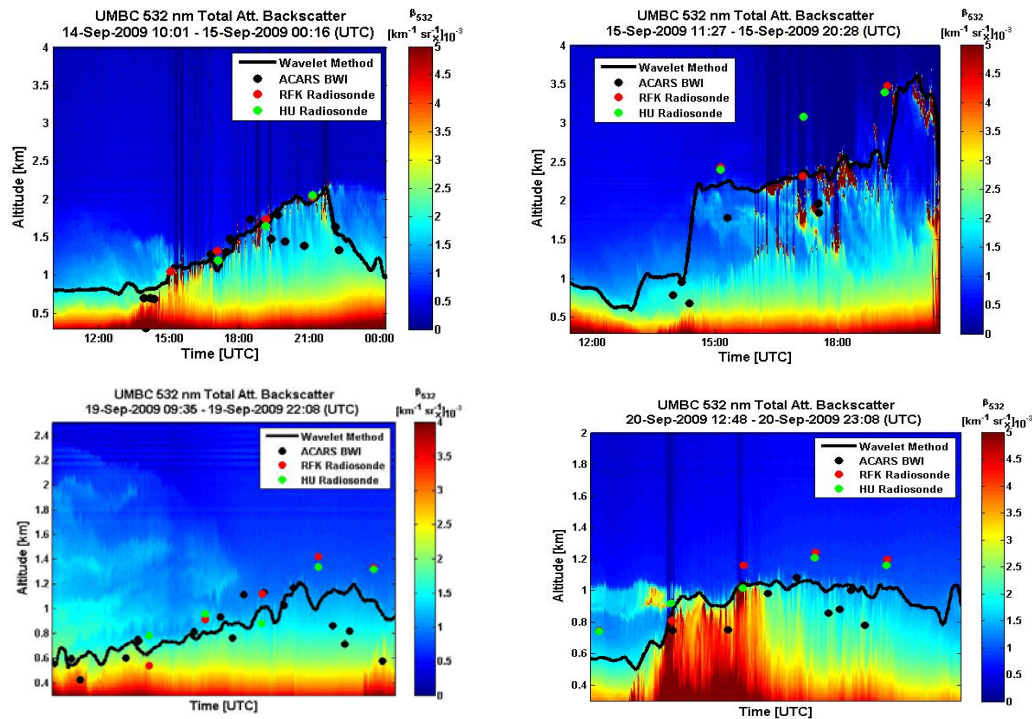 UMBC 532 nm Total Att. Backscatter
14-Sep-2009 10:01 - 15-Sep-2009 00:16 (UTC)
β532
[km-1 sr-1]x10-3
Wavelet Method
ACARS BWI
RFK Radiosonde
HU Radiosonde
Altitude [km]
4
3.5
3
2.5
2
1.5
1
0.5
12:00 15:00 18:00 21:00 00:00
Time [UTC]
5
4.5
4
3.5
3
2.5
2
1.5
1
0.5
0
UMBC 532 nm Total Att. Backscatter
15-Sep-2009 11:27 - 15-Sep-2009 20:28 (UTC)
β532
[km-1 sr-1]x10-3
Wavelet Method
ACARS BWI
RFK Radiosonde
HU Radiosonde
Altitude [km]
4
3.5
3
2.5
2
1.5
1
0.5
15:00 18:00
Time [UTC]
5
4.5
4
3.5
3
2.5
2
1.5
1
0.5
0
UMBC 532 nm Total Att. Backscatter
19-Sep-2009 09:35 - 19-Sep-2009 22:08 (UTC)
β532
[km-1 sr-1]x10-3
Wavelet Method
ACARS BWI
RFK Radiosonde
HU Radiosonde
Altitude [km]
2.4
2.2
2
1.8
1.6
1.4
1.2
1
0.8
0.6
0.4
Time [UTC]
4
3.5
3
2.5
2
1.5
1
0.5
0
UMBC 532 nm Total Att. Backscatter
20-Sep-2009 12:48 - 20-Sep-2009 23:08 (UTC)
β532
[km-1 sr-1]x10-3
Wavelet Method
ACARS BWI
RFK Radiosonde
HU Radiosonde
Altitude [km]
2
1.8
1.6
1.4
1.2
1
0.8
0.6
0.4
Time [UTC]
5
4.5
4
3.5
3
2.5
2
1.5
1
0.5
0